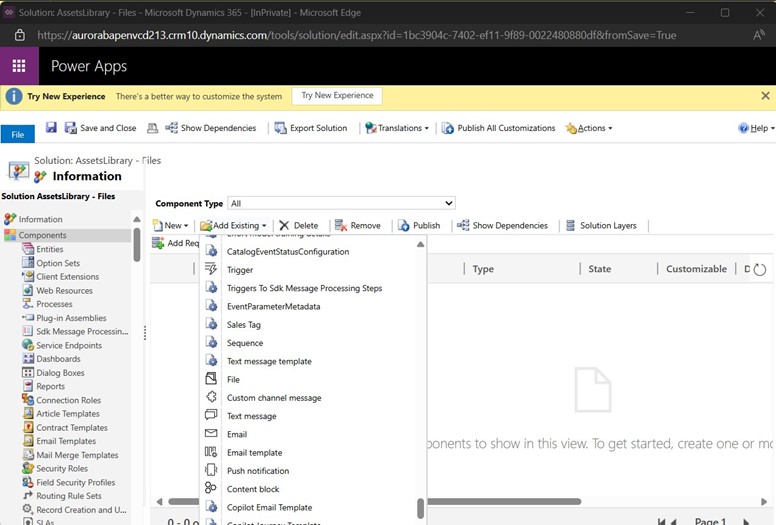 Solution: AssetsLibrary - Files - Microsoft Dynamics 365 - [InPrivate] - Microsoft Edge
https://aurorabapenvcd213.crm10.dynamics.com/tools/solution/edit.aspx?id=1bc3904c-7402-ef11-9f89-0022480880df&fromSave=True
Power Apps
Try New Experience There's a better way to customize the system Try New Experience
File Save and Close Show Dependencies Export Solution Translations Publish All Customizations Actions Help
Solution: AssetsLibrary - Files
Information
Solution AssetsLibrary - Files
Component Type All
Information
Components
Entities
Option Sets
Client Extensions
Web Resources
Processes
Plug-in Assemblies
Sdk Message Processin...
Service Endpoints
Dashboards
Dialog Boxes
Reports
Connection Roles
Article Templates
Contract Templates
Email Templates
Mail Merge Templates
Security Roles
Field Security Profiles
Routing Rule Sets
Record Creation and U...
SLAs
New Add Existing Delete Remove Publish Show Dependencies Solution Layers
Add Req
Type State Customizable D
CatalogEventStatusConfiguration
Trigger
Triggers To Sdk Message Processing Steps
EventParameterMetadata
Sales Tag
Sequence
Text message template
File
Custom channel message
Text message
Email
Email template
Push notification
Content block
Copilot Email Template
Copilot Journey Template
ponents to show in this view. To get started, create one or mo
0 - 0 o
Page 1